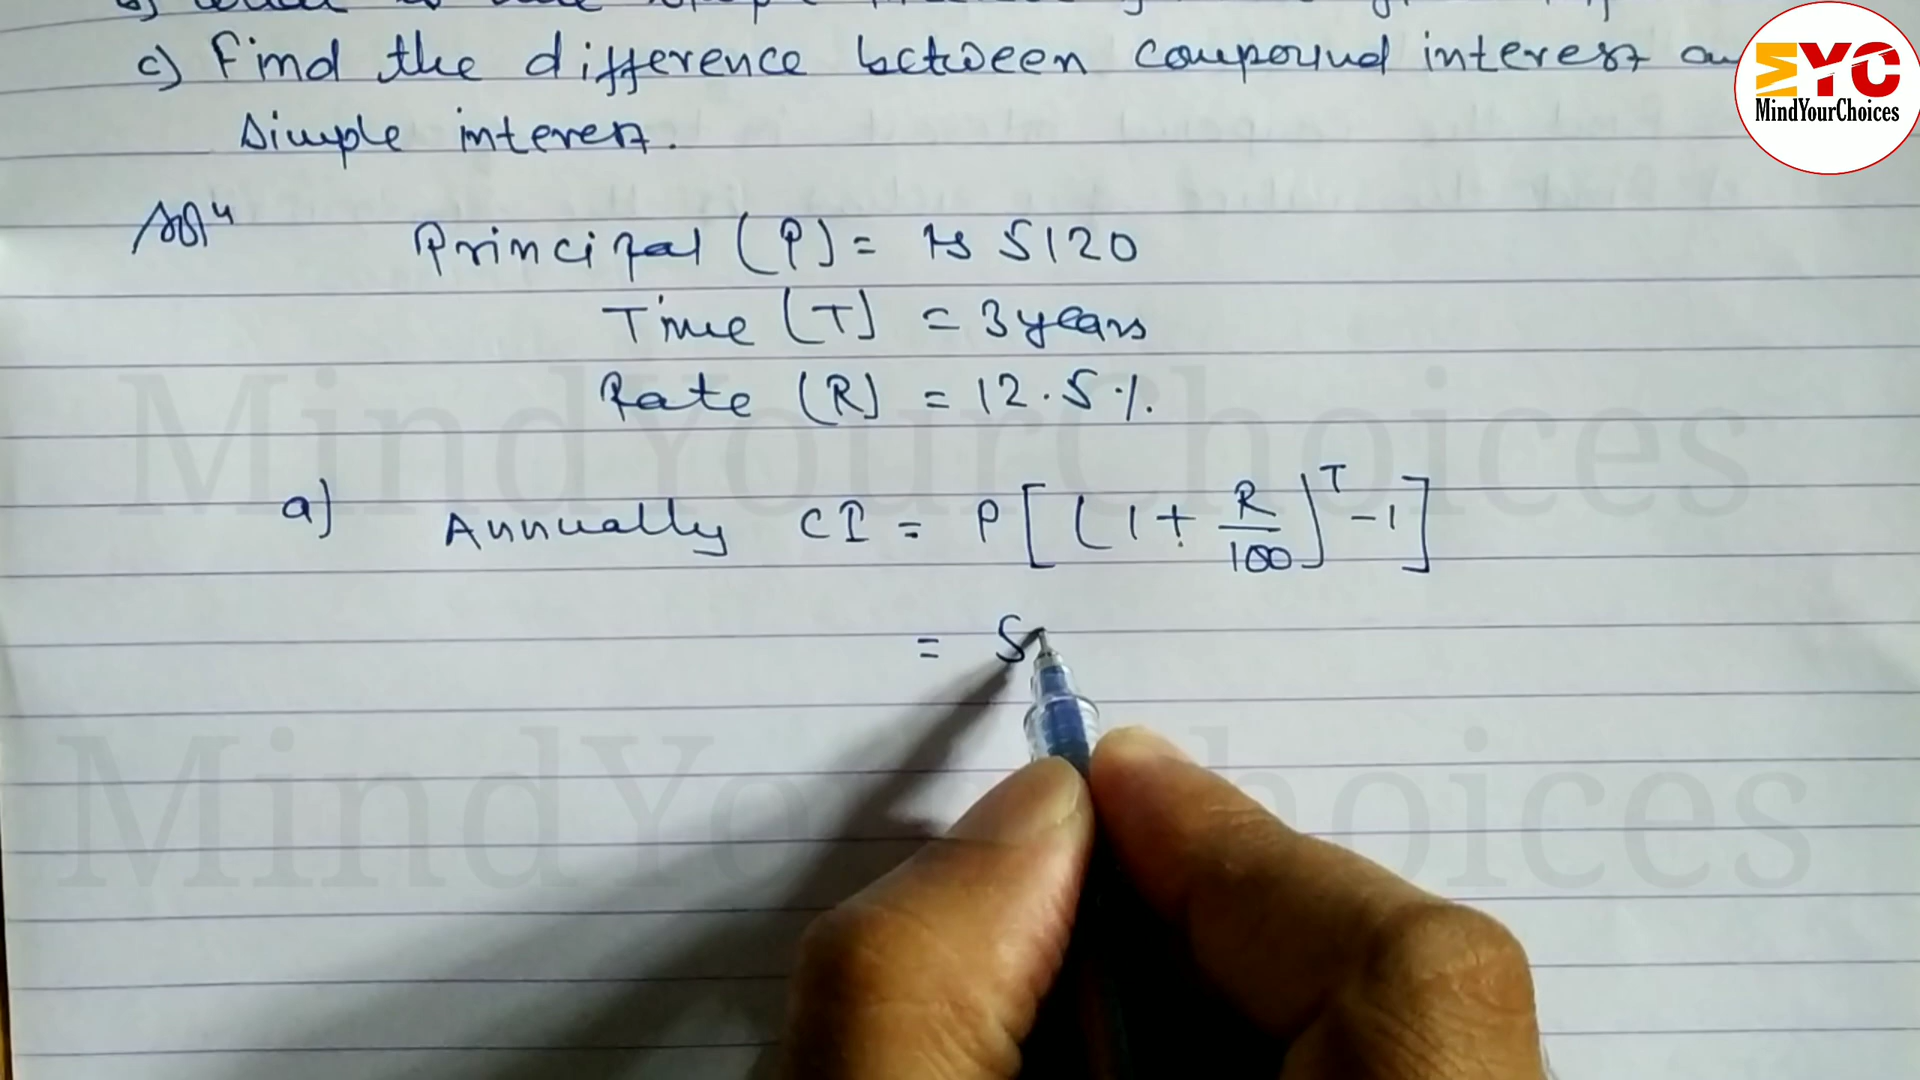 c) Find the difference between compound interest
simple interest.
Solⁿ
Principal (P) = Rs 5120
Time (T) = 3 years
Rate (R) = 12.5%
a) Annually CI = P[(1 + R/100)^T - 1]
= 5
MYC
MindYourChoices
MindYourChoices
MindYourChoices